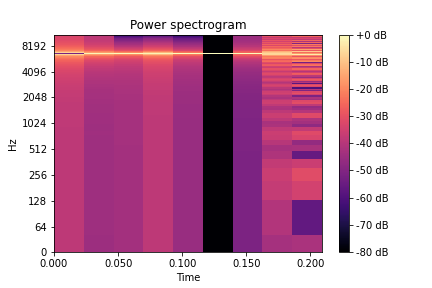 Power spectrogram
8192
4096
2048
1024
512
256
128
64
0
Hz
0.000 0.050 0.100 0.150 0.200
Time
+0 dB
-10 dB
-20 dB
-30 dB
-40 dB
-50 dB
-60 dB
-70 dB
-80 dB